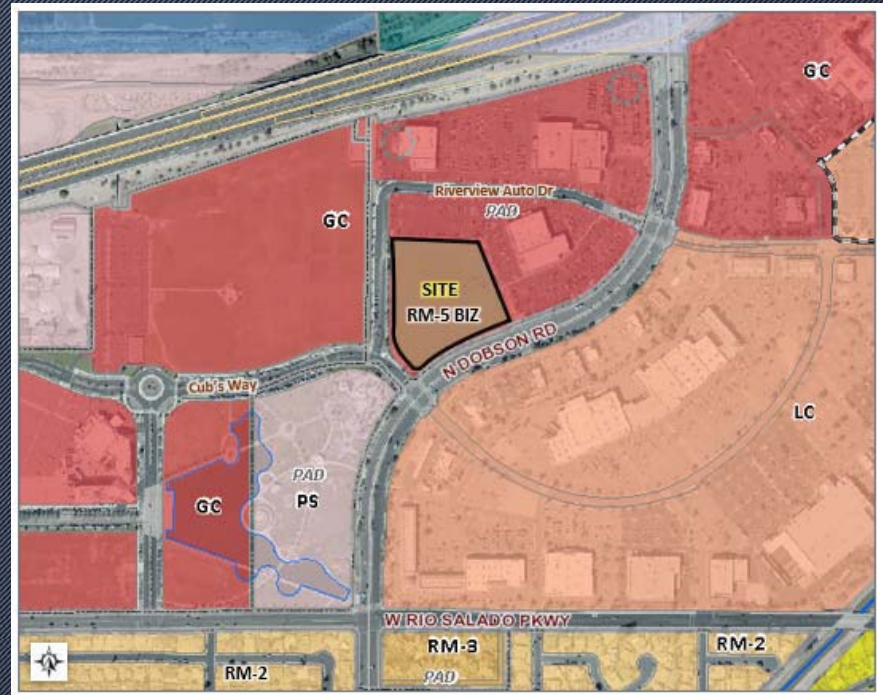 GC
Riverview Auto Dr
PAD
GC
SITE
RM-5 BIZ
N DOBSON RD
Cub's Way
LC
PAD
PS
GC
W RIO SALADO PKWY
RM-3
RM-2
RM-2
PAD